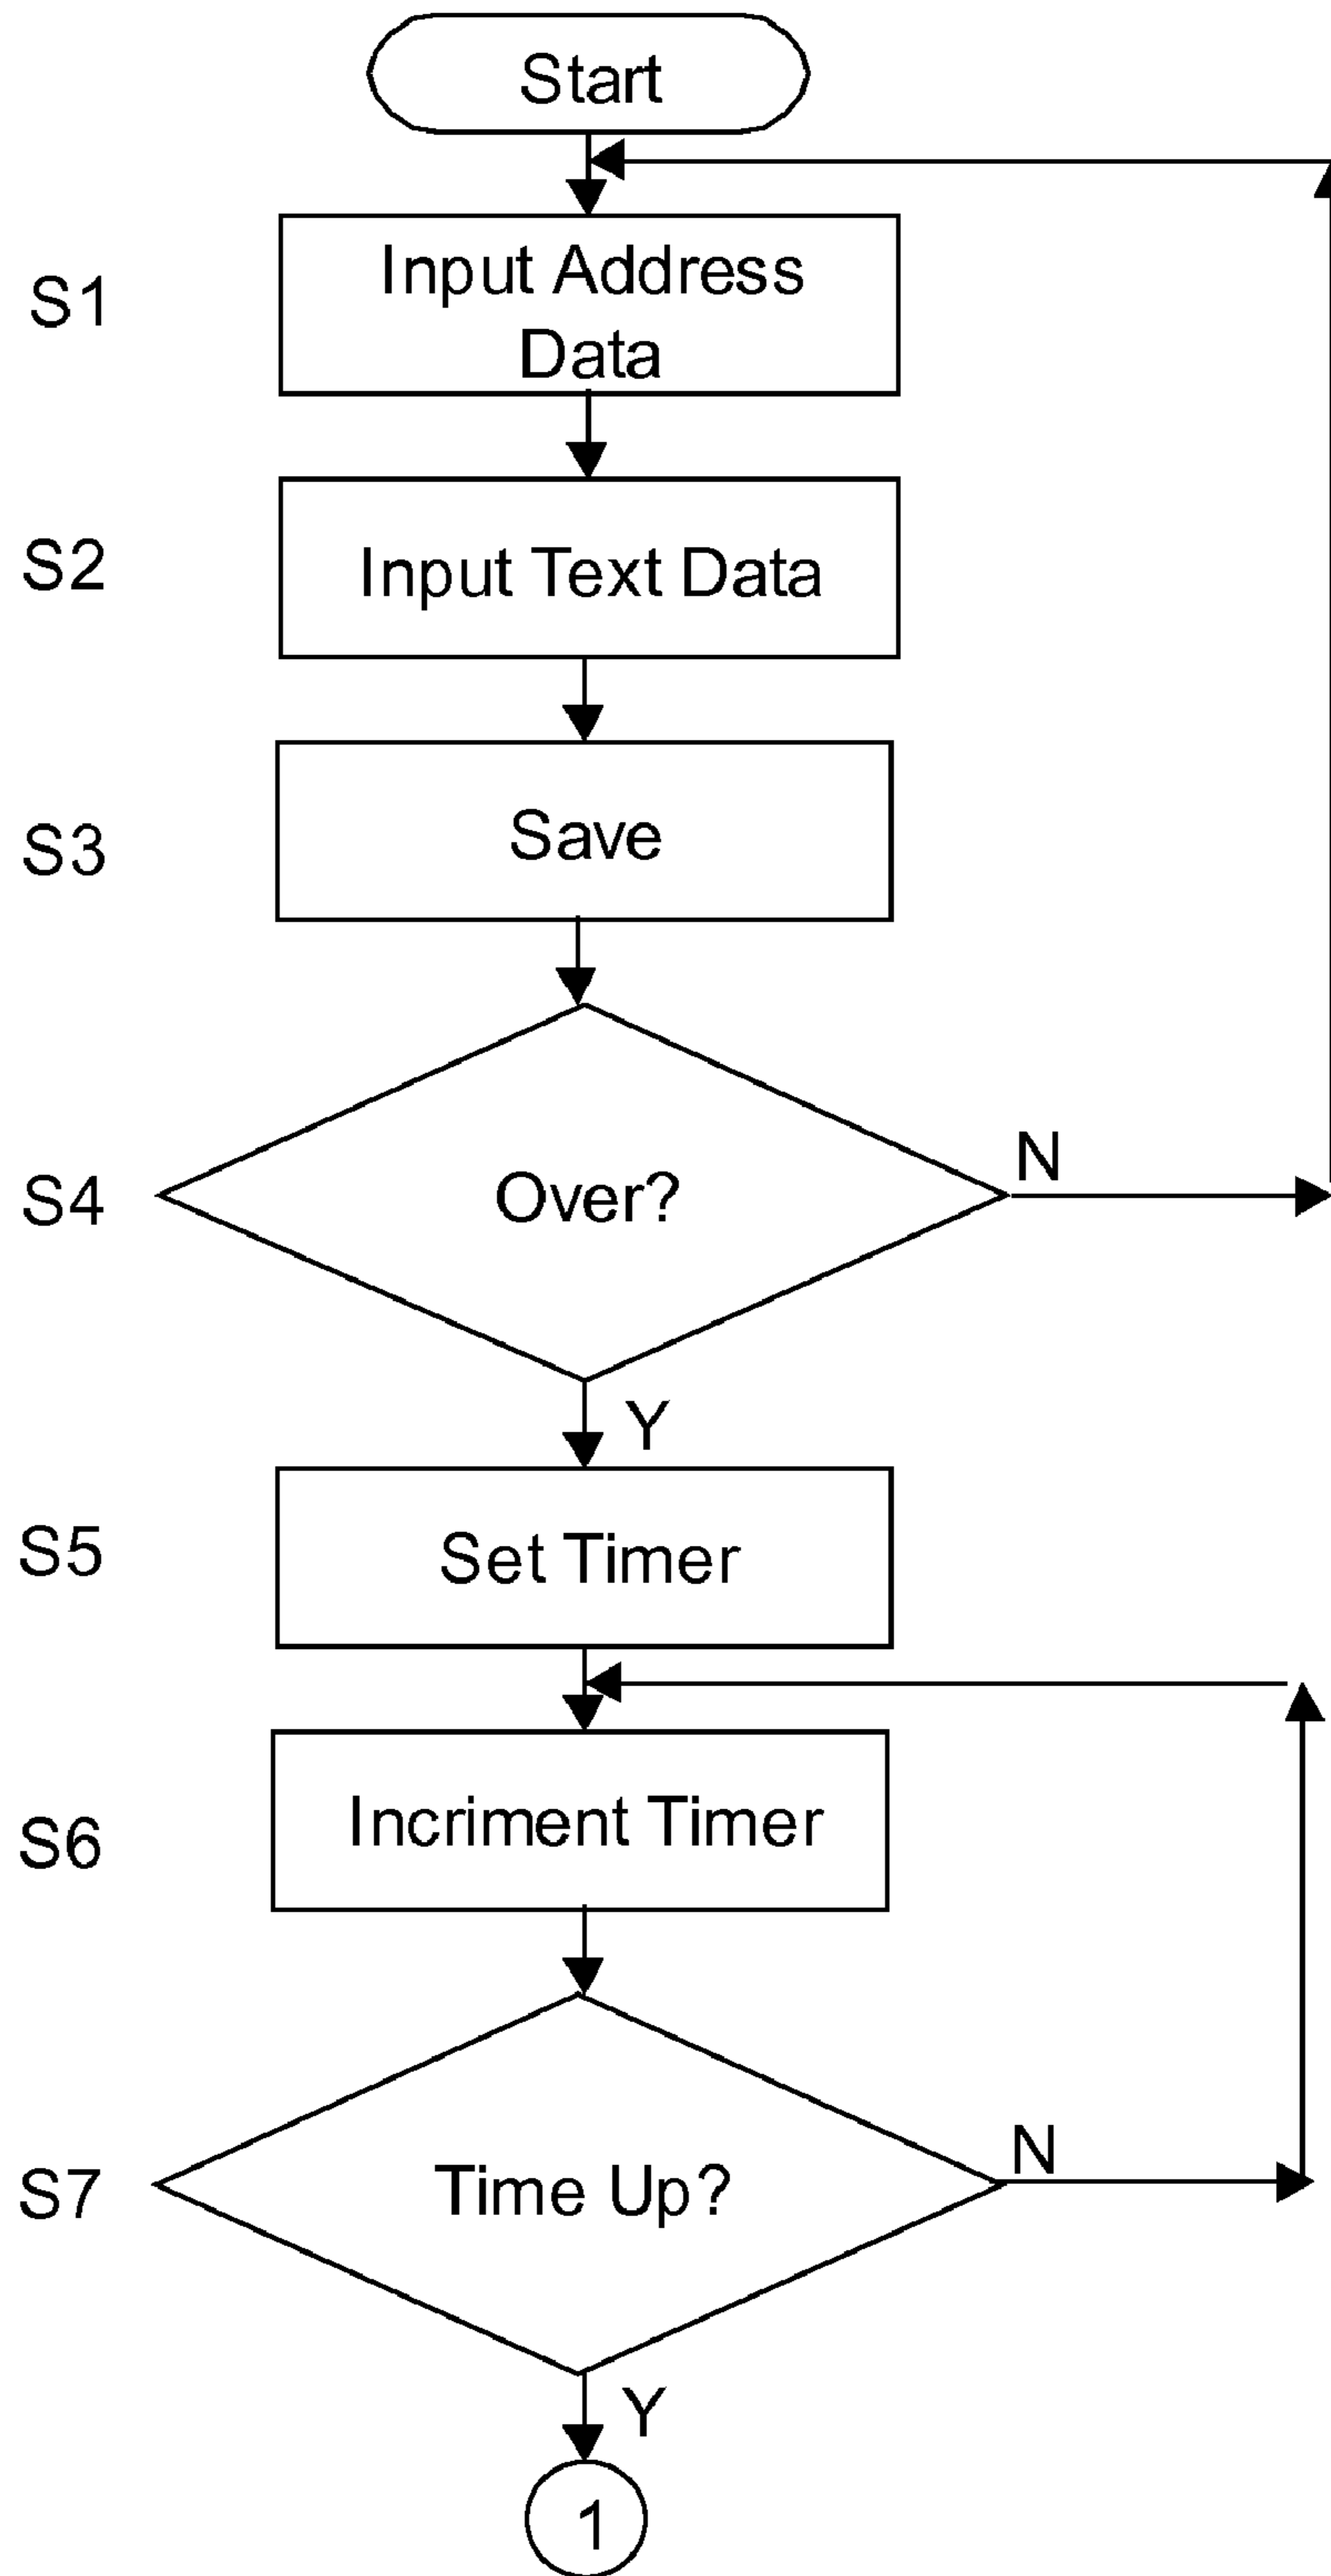 Start
S1
Input Address
Data
S2
Input Text Data
S3
Save
S4
Over?
N
Y
S5
Set Timer
S6
Incriment Timer
S7
Time Up?
N
Y
1